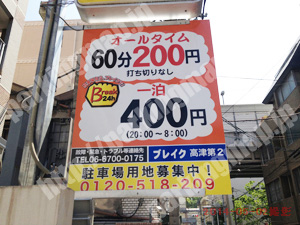 オールタイム
60分200円
打ち切りなし
Break
24h
一泊
400円
(20:00～8:00)
故障・緊急・トラブル等連絡先
TEL06-6700-0175
ブレイク 高津第2
駐車場用地募集中!
0120-518-209